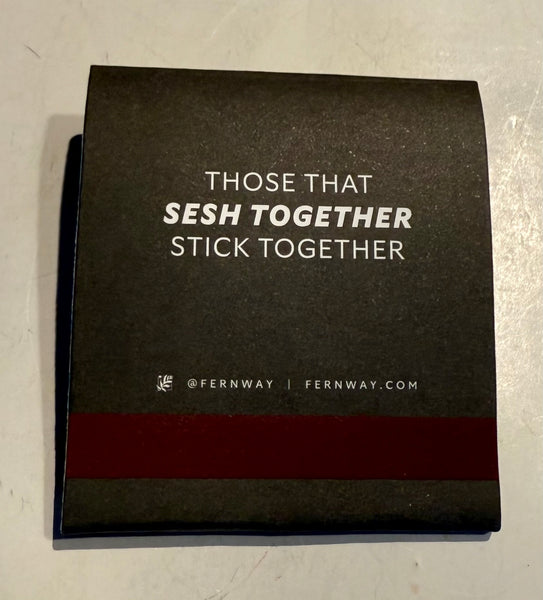 THOSE THAT
SESH TOGETHER
STICK TOGETHER
@FERNWAY | FERNWAY.COM